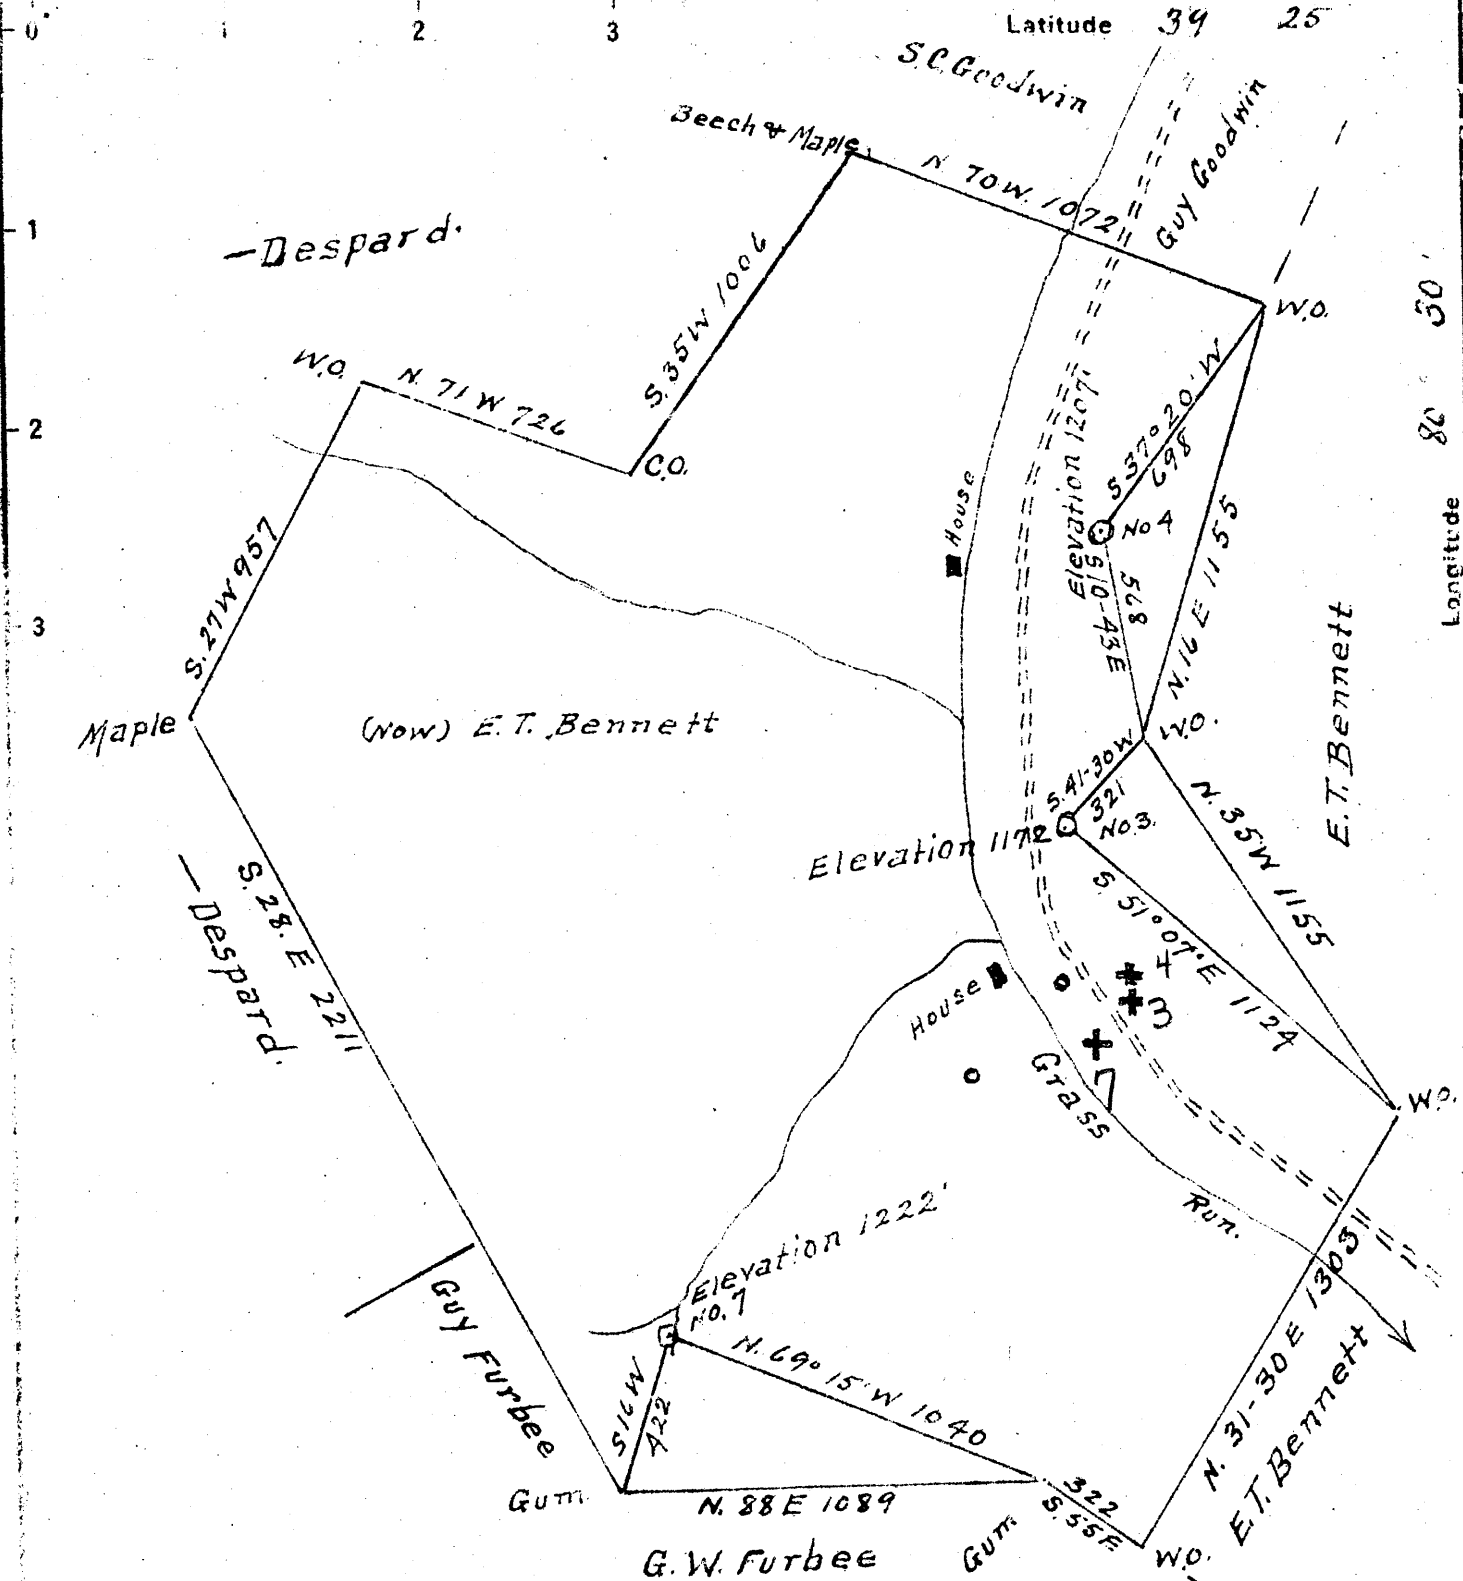 0 1 2 3 Latitude 39 25
S.C. Goodwin
Beech & Maple
N. 70 W. 1072
Guy Goodwin
1
—Despard.
S. 35 W 1006
W.O.
30'
W.O.
N. 71 W 726
C.O.
2
80°
S 37° 20' W
698
Elevation 1207'
House
No 4
S 10-43 E
568
N. 16 E 1155
Longitude
3
S. 27 W 957
Maple
(Now) E.T. Bennett
E.T. Bennett
W.O.
S. 41-30 W
321
No 3.
Elevation 1172
N. 35 W 1155
S. 51° 07' E 1124
—Despard.
S. 28. E 2211
House
4
3
7
Grass
Run.
W.O.
Elevation 1222'
No. 7
Guy Furbee
N. 69° 15' W 1040
S 16 W
422
N. 31-30 E 1303
E.T. Bennett
Gum
N. 88 E 1089
322
S. 55 E
Gum
W.O.
G.W. Furbee